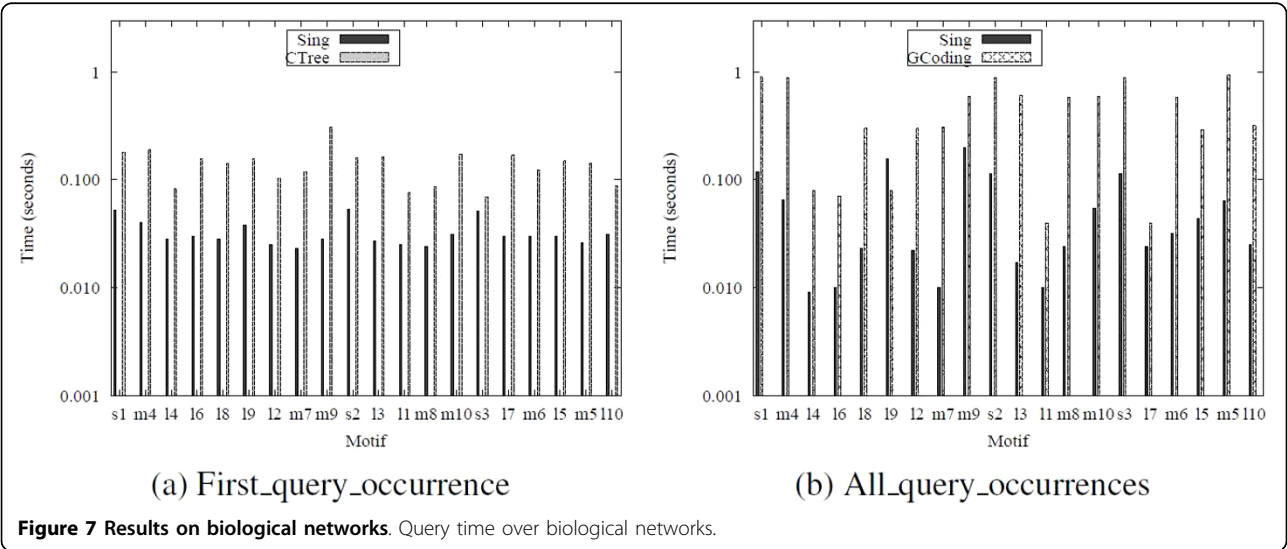 Sing
CTree
1
0.100
0.010
0.001
Time (seconds)
s1 m4 l4 l6 l8 l9 l2 m7 m9 s2 l3 l1 m8 m10 s3 l7 m6 l5 m5 l10
Motif
(a) First_query_occurrence
Sing
GCoding
1
0.100
0.010
0.001
Time (seconds)
s1 m4 l4 l6 l8 l9 l2 m7 m9 s2 l3 l1 m8 m10 s3 l7 m6 l5 m5 l10
Motif
(b) All_query_occurrences
Figure 7 Results on biological networks. Query time over biological networks.